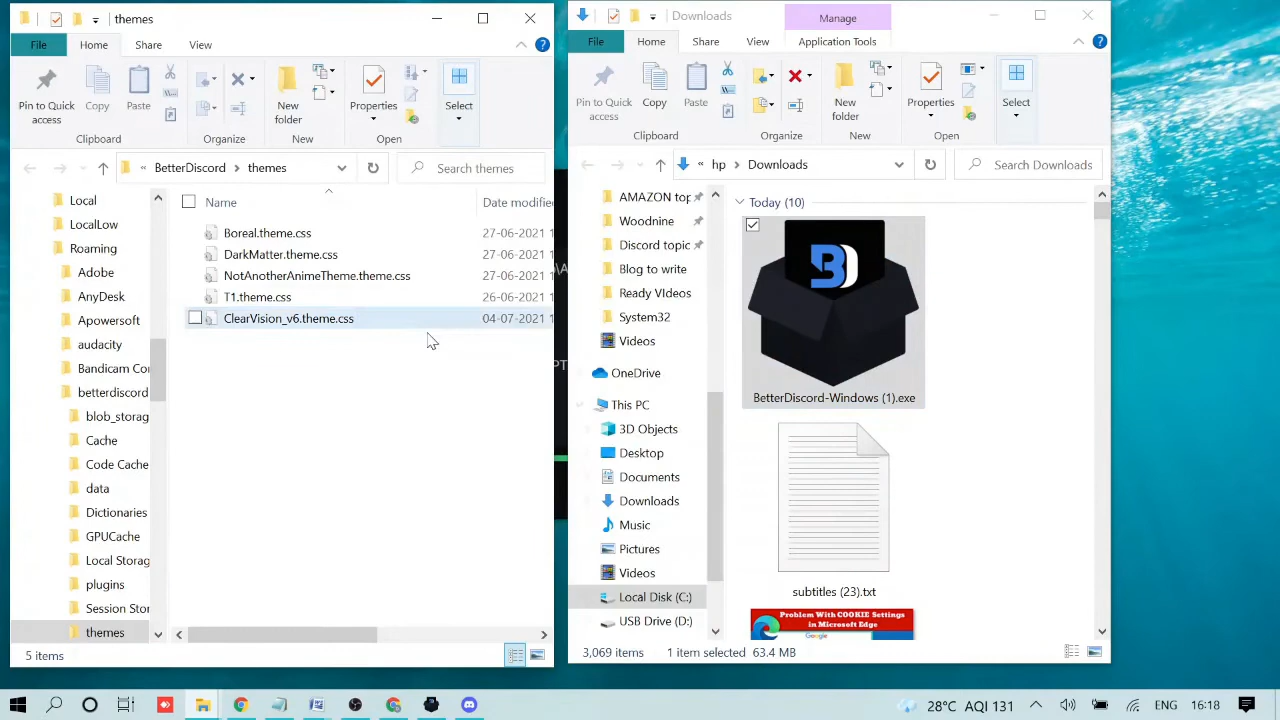 themes
File
Home
Share
View
Pin to Quick access
Copy
Paste
Clipboard
Organize
New folder
New
Properties
Open
Select
BetterDiscord
themes
Search themes
Local
LocalLow
Roaming
Adobe
AnyDesk
Apowersoft
audacity
Bandicam Co
betterdiscord
blob_storag
Cache
Code Cache
data
Dictionaries
GPUCache
Local Storag
plugins
Session Stor
themes
Name
Date modified
Boreal.theme.css
27-06-2021 1
DarkMatter.theme.css
27-06-2021 1
NotAnotherAnimeTheme.theme.css
27-06-2021 1
T1.theme.css
26-06-2021 1
ClearVision_v6.theme.css
04-07-2021 1
5 items
Downloads
Manage
File
Home
Share
View
Application Tools
Pin to Quick access
Copy
Paste
Clipboard
Organize
New folder
New
Properties
Open
Select
hp
Downloads
Search Downloads
AMAZON top
Woodnine
Discord topic
Blog to write
Ready VIdeos
System32
Videos
OneDrive
This PC
3D Objects
Desktop
Documents
Downloads
Music
Pictures
Videos
Local Disk (C:)
USB Drive (D:)
Today (10)
BetterDiscord-Windows (1).exe
subtitles (23).txt
Problem With COOKIE Settings
in Microsoft Edge
Google
3,069 items
1 item selected
63.4 MB
28°C AQI 131
ENG
16:18